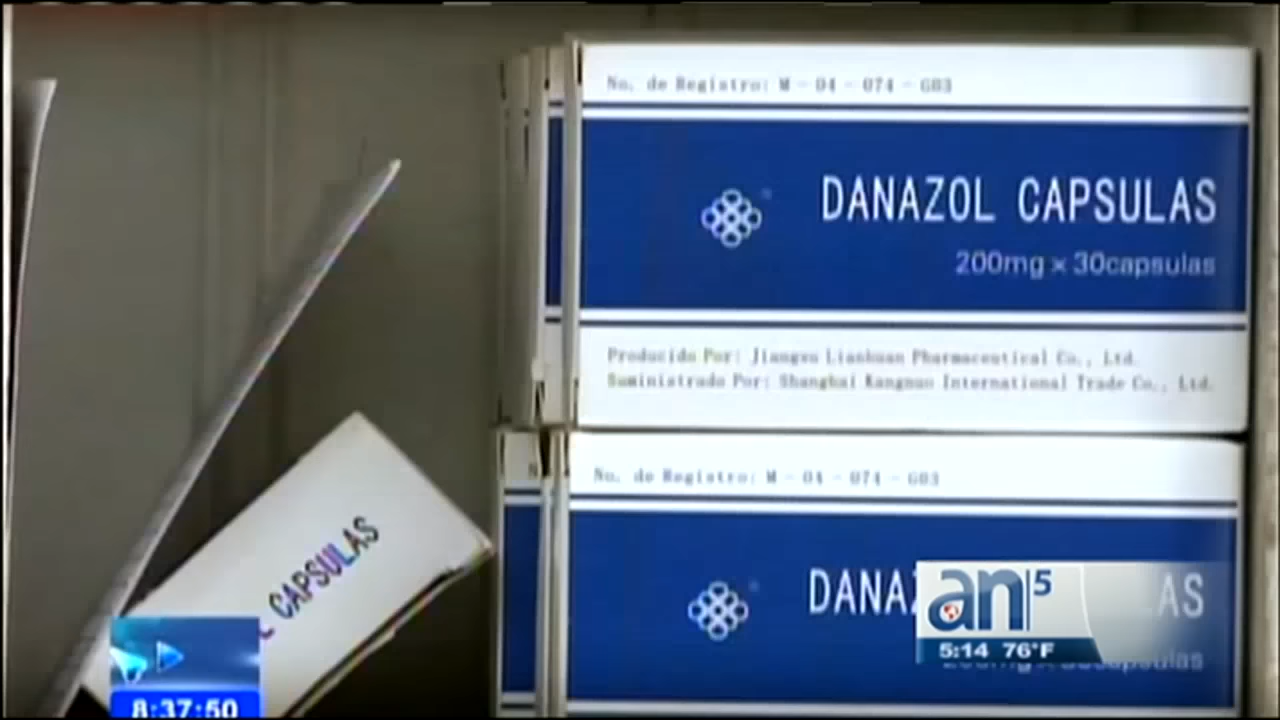 No. de Registro: M - 04 - 074 - G03
DANAZOL CAPSULAS
200mg x 30capsulas
Producido Por: Jiangsu Lianhuan Pharmaceutical Co., Ltd.
Suministrado Por: Shanghai Kangnuo International Trade Co., Ltd.
No. de Registro: M - 04 - 074 - G03
DANAZ AS
200mg x 30capsulas
CAPSULAS
an 5
5:14 76°F
8:37:50